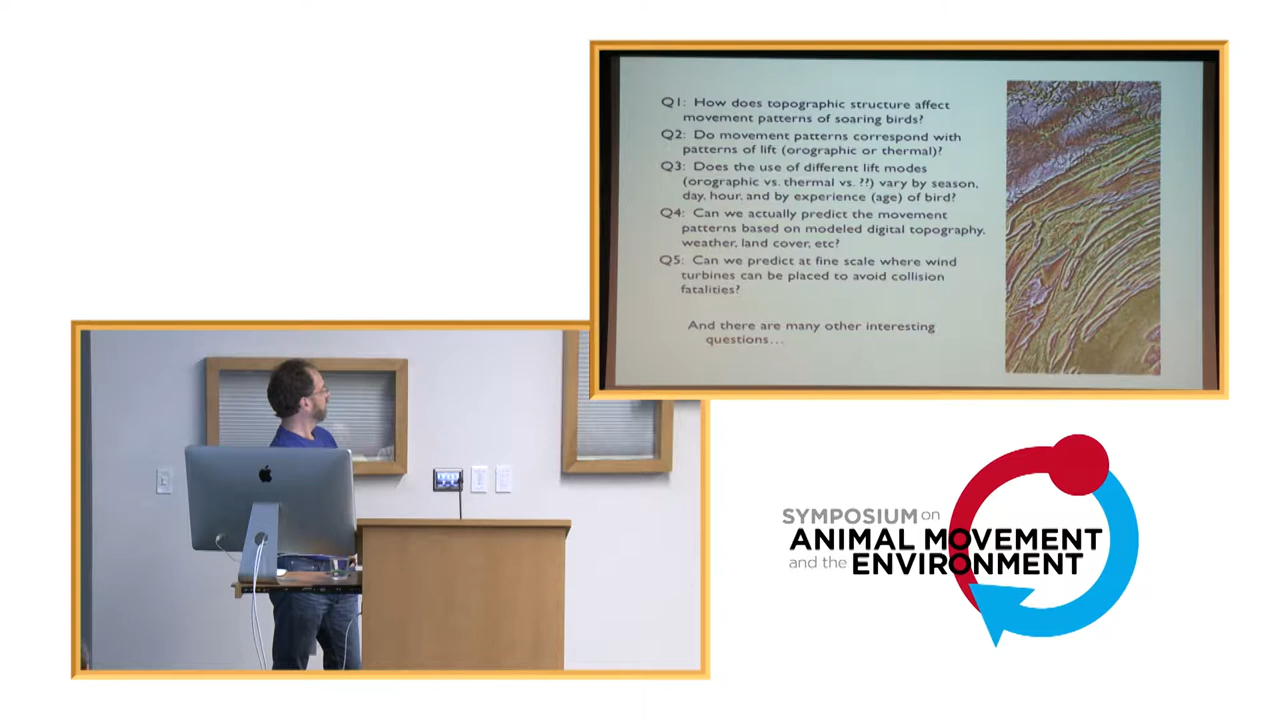 Q1: How does topographic structure affect
movement patterns of soaring birds?
Q2: Do movement patterns correspond with
patterns of lift (orographic or thermal)?
Q3: Does the use of different lift modes
(orographic vs. thermal vs. ??) vary by season,
day, hour, and by experience (age) of bird?
Q4: Can we actually predict the movement
patterns based on modeled digital topography,
weather, land cover, etc?
Q5: Can we predict at fine scale where wind
turbines can be placed to avoid collision
fatalities?
And there are many other interesting
questions...
SYMPOSIUM on
ANIMAL MOVEMENT
and the ENVIRONMENT